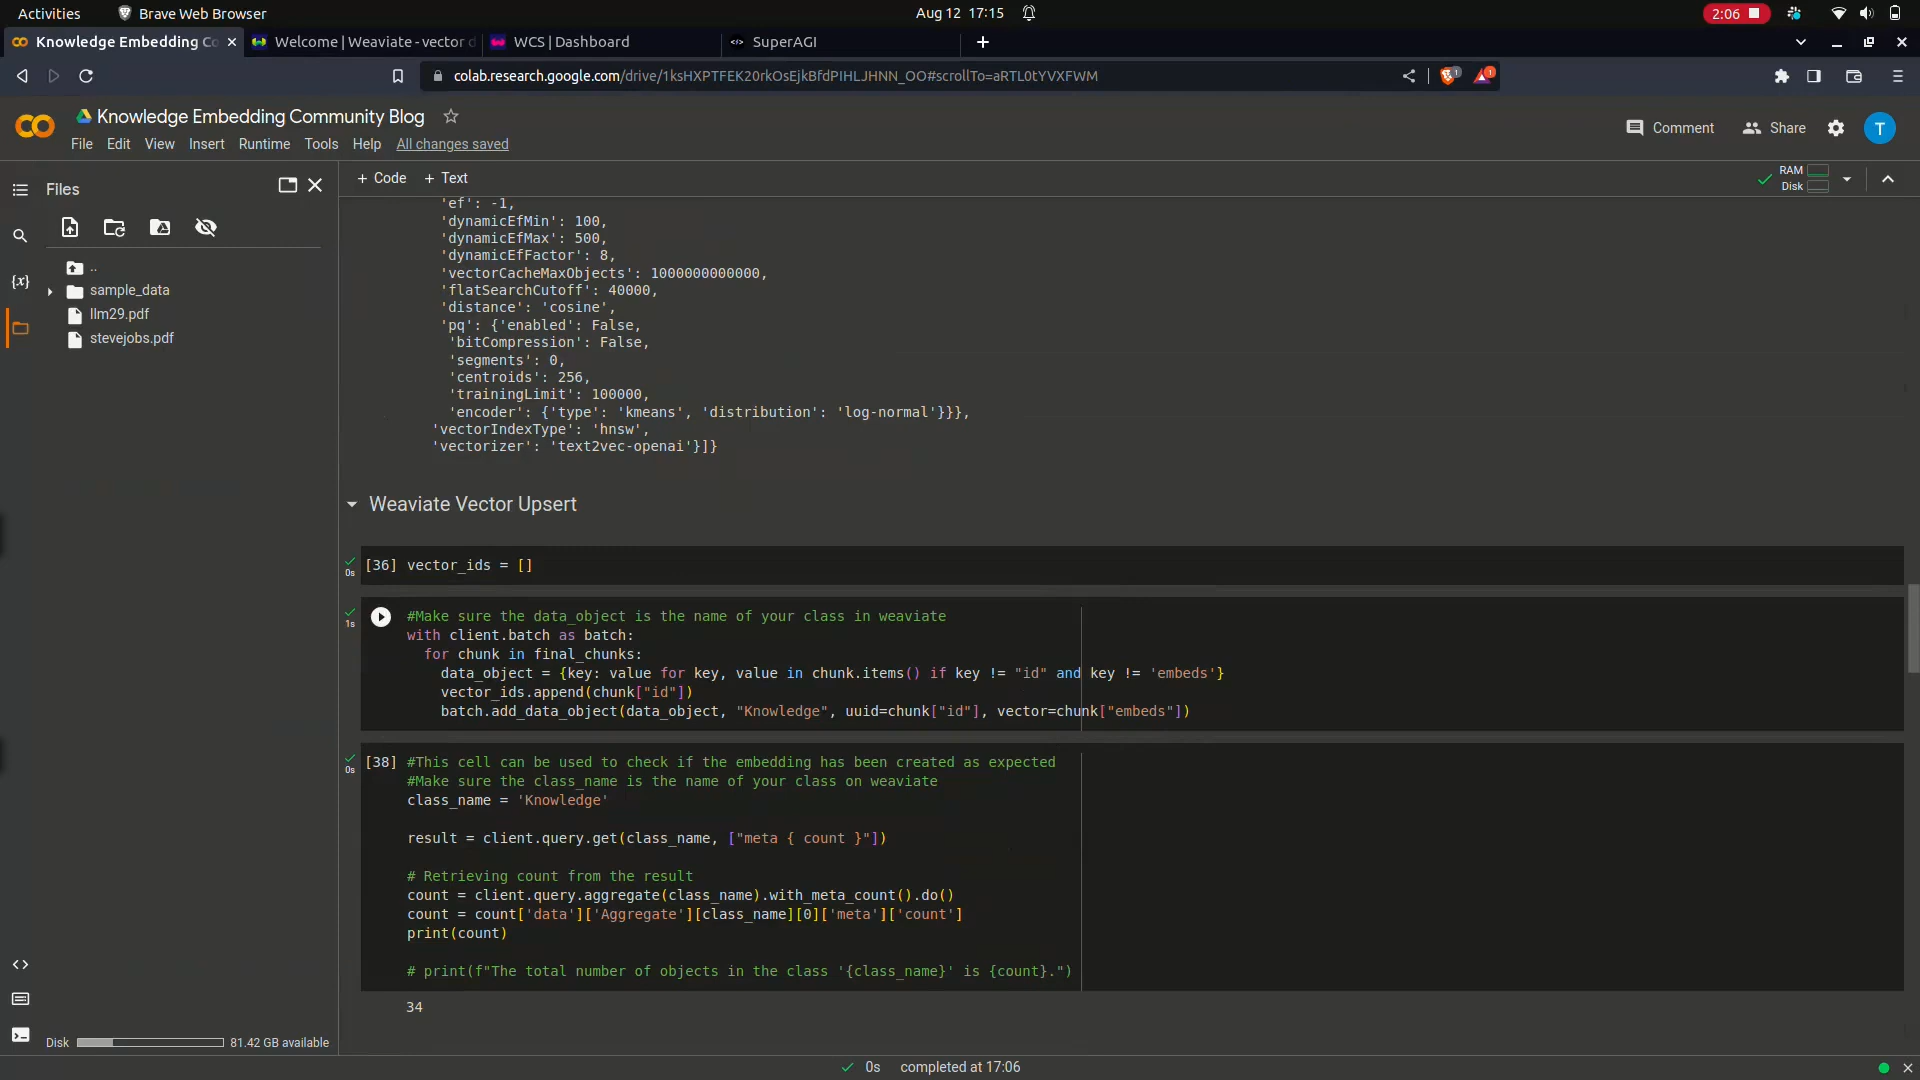 Activities
Brave Web Browser
Aug 12 17:15
2:06
Knowledge Embedding Co
Welcome | Weaviate - vector d
WCS | Dashboard
SuperAGI
colab.research.google.com/drive/1ksHXPTFEK20rkOsEjkBfdPIHLJHNN_OO#scrollTo=aRTL0tYVXFWM
1
1
Knowledge Embedding Community Blog
File Edit View Insert Runtime Tools Help All changes saved
Comment
Share
T
Files
+ Code + Text
RAM
Disk
..
sample_data
llm29.pdf
stevejobs.pdf
{x}
'ef': -1,
'dynamicEfMin': 100,
'dynamicEfMax': 500,
'dynamicEfFactor': 8,
'vectorCacheMaxObjects': 1000000000000,
'flatSearchCutoff': 40000,
'distance': 'cosine',
'pq': {'enabled': False,
'bitCompression': False,
'segments': 0,
'centroids': 256,
'trainingLimit': 100000,
'encoder': {'type': 'kmeans', 'distribution': 'log-normal'}}},
'vectorIndexType': 'hnsw',
'vectorizer': 'text2vec-openai'}]}
Weaviate Vector Upsert
0s
[36] vector_ids = []
1s
#Make sure the data_object is the name of your class in weaviate
with client.batch as batch:
for chunk in final_chunks:
data_object = {key: value for key, value in chunk.items() if key != "id" and key != 'embeds'}
vector_ids.append(chunk["id"])
batch.add_data_object(data_object, "Knowledge", uuid=chunk["id"], vector=chunk["embeds"])
0s
[38] #This cell can be used to check if the embedding has been created as expected
#Make sure the class_name is the name of your class on weaviate
class_name = 'Knowledge'
result = client.query.get(class_name, ["meta { count }"])
# Retrieving count from the result
count = client.query.aggregate(class_name).with_meta_count().do()
count = count['data']['Aggregate'][class_name][0]['meta']['count']
print(count)
# print(f"The total number of objects in the class '{class_name}' is {count}.")
34
Disk
81.42 GB available
0s completed at 17:06